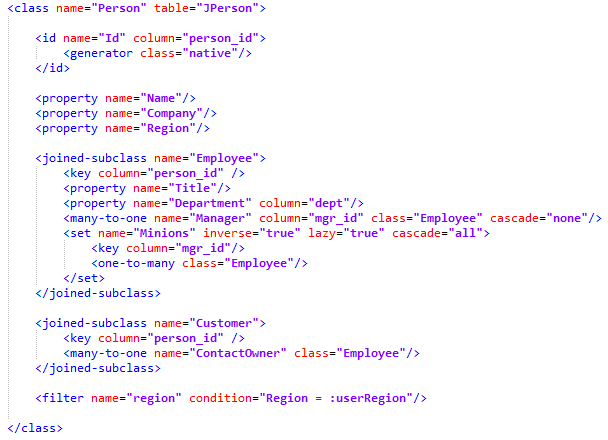 <class name="Person" table="JPerson">
<id name="Id" column="person_id">
<generator class="native"/>
</id>
<property name="Name"/>
<property name="Company"/>
<property name="Region"/>
<joined-subclass name="Employee">
<key column="person_id" />
<property name="Title"/>
<property name="Department" column="dept"/>
<many-to-one name="Manager" column="mgr_id" class="Employee" cascade="none"/>
<set name="Minions" inverse="true" lazy="true" cascade="all">
<key column="mgr_id"/>
<one-to-many class="Employee"/>
</set>
</joined-subclass>
<joined-subclass name="Customer">
<key column="person_id" />
<many-to-one name="ContactOwner" class="Employee"/>
</joined-subclass>
<filter name="region" condition="Region = :userRegion"/>
</class>